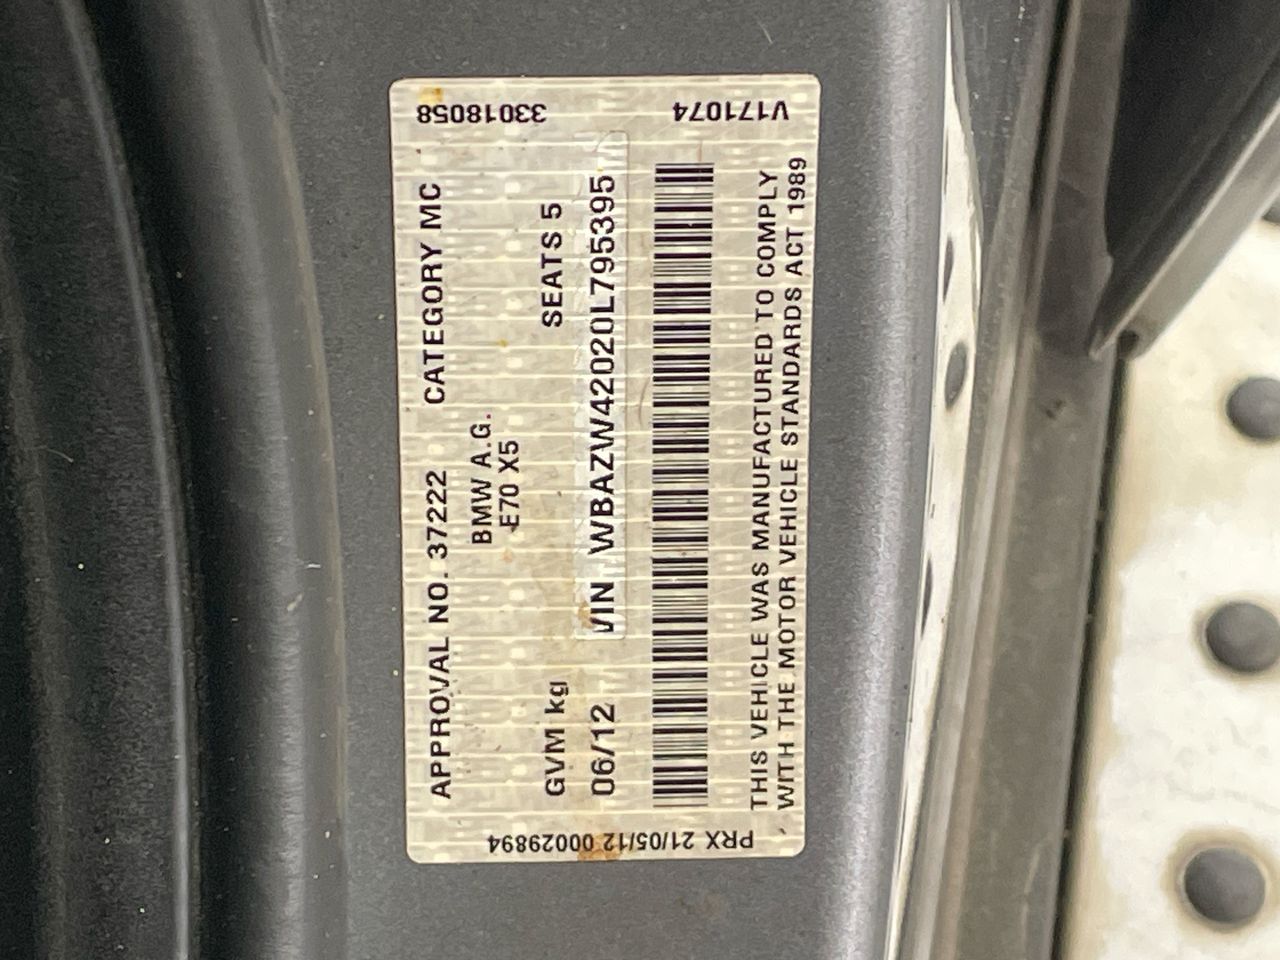 APPROVAL NO. 37222 CATEGORY MC
BMW A.G.
E70 X5
GVM kg SEATS 5
06/12 VIN WBAZW42020L795395
THIS VEHICLE WAS MANUFACTURED TO COMPLY
WITH THE MOTOR VEHICLE STANDARDS ACT 1989
33018058
V1171074
PRX 21/05/12 00029894